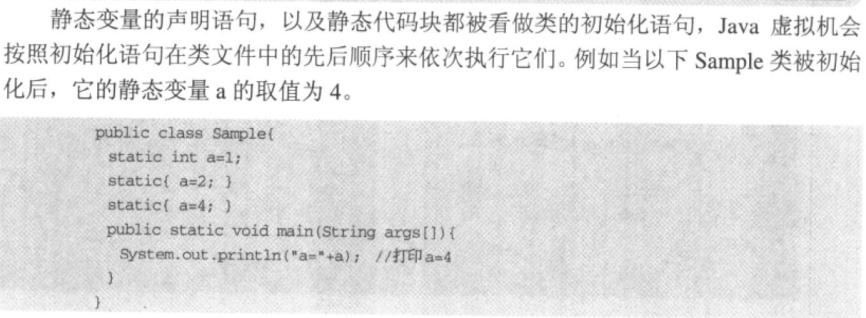 静态变量的声明语句，以及静态代码块都被看做类的初始化语句，Java 虚拟机会
按照初始化语句在类文件中的先后顺序来依次执行它们。例如当以下 Sample 类被初始
化后，它的静态变量 a 的取值为 4。
public class Sample{
static int a=1;
static{ a=2; }
static{ a=4; }
public static void main(String args[]){
System.out.println("a="+a); //打印a=4
}
}